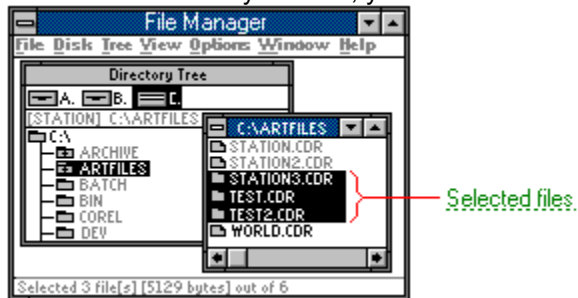 File Manager
File Disk Tree View Options Window Help
Directory Tree
A. B. C.
[STATION] C:\ARTFILES
C:\
ARCHIVE
ARTFILES
BATCH
BIN
COREL
DEV
C:\ARTFILES
STATION.CDR
STATION2.CDR
STATION3.CDR
TEST.CDR
TEST2.CDR
WORLD.CDR
Selected files.
Selected 3 file[s] [5129 bytes] out of 6